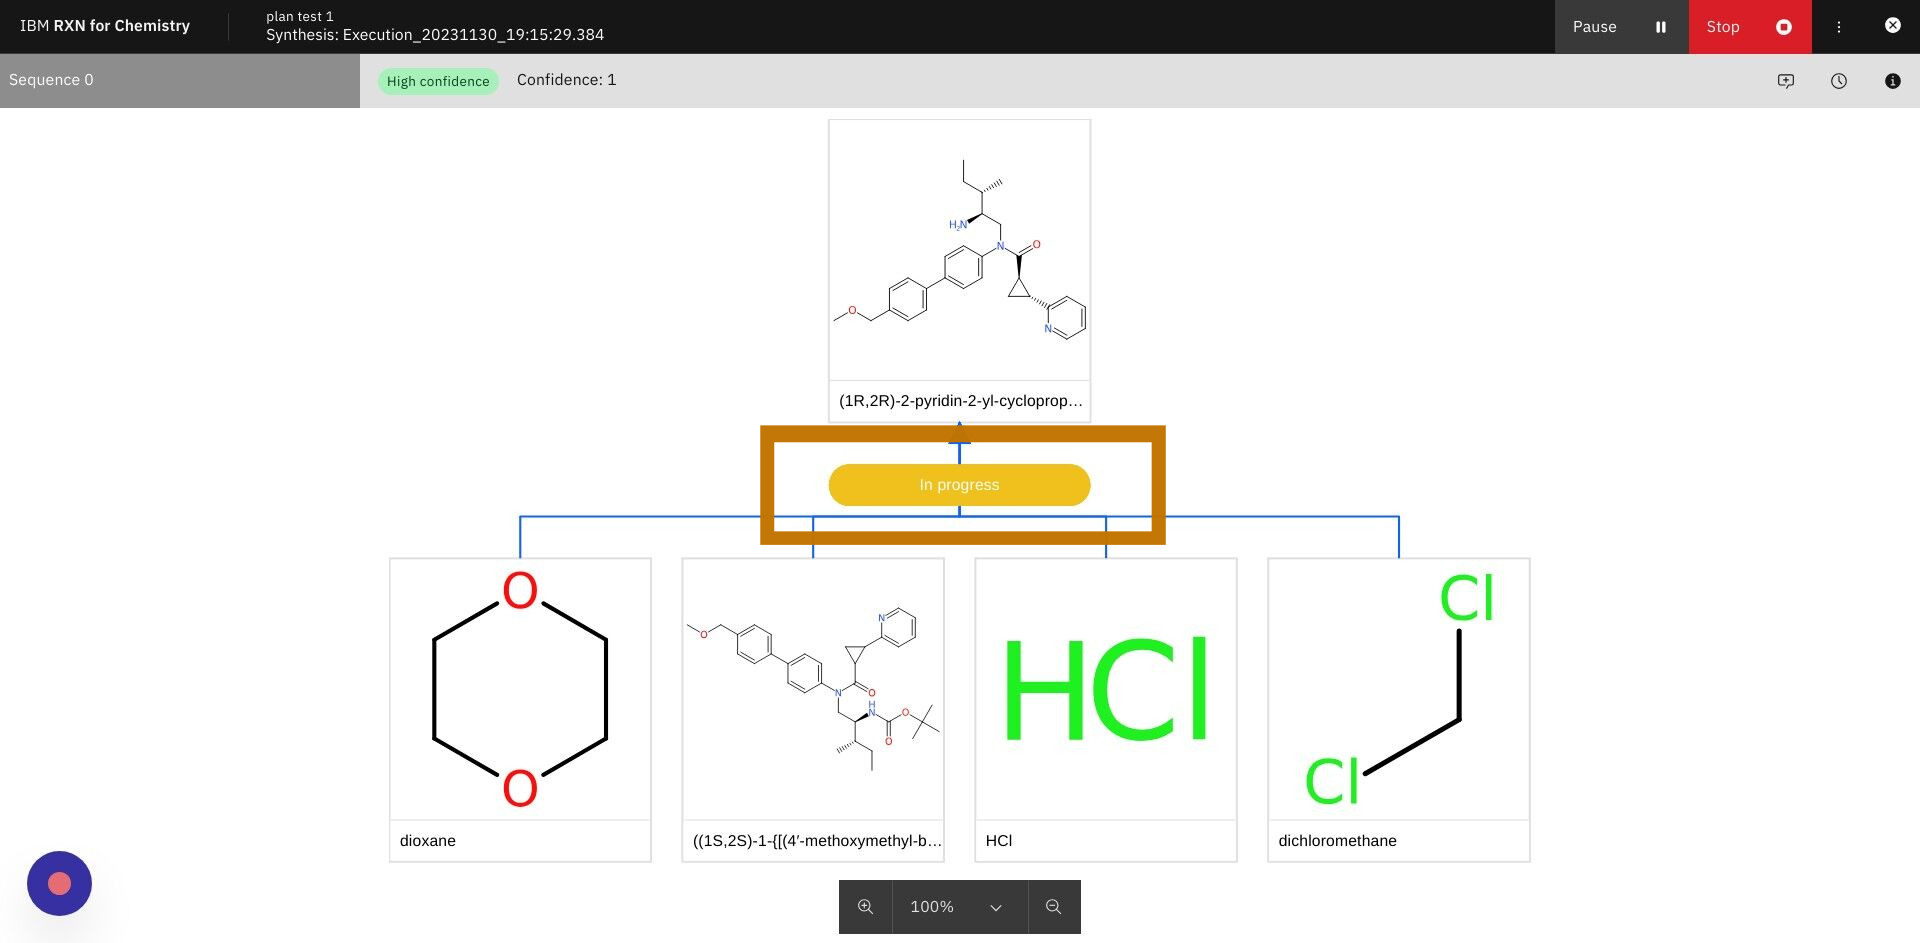 IBM RXN for Chemistry
plan test 1
Synthesis: Execution_20231130_19:15:29.384
Pause
Stop
Sequence 0
High confidence
Confidence: 1
H2N
N
O
O
N
(1R,2R)-2-pyridin-2-yl-cycloprop...
In progress
O
O
dioxane
N
O
N
O
H
N
O
O
((1S,2S)-1-{[(4'-methoxymethyl-b...
HCl
HCl
Cl
Cl
dichloromethane
100%